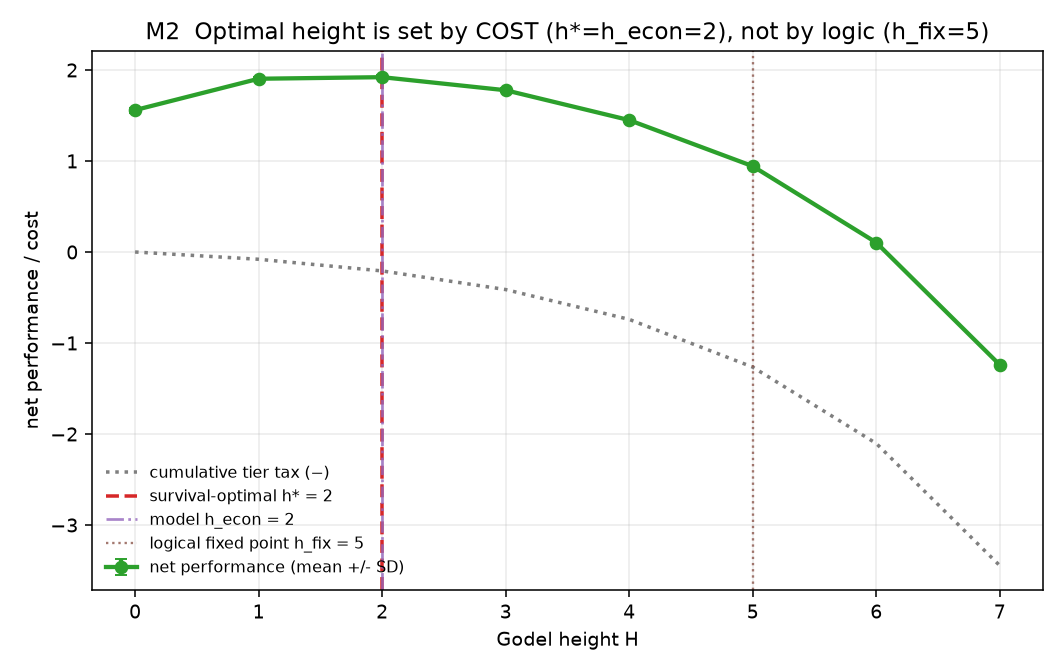 M2 Optimal height is set by COST (h*=h_econ=2), not by logic (h_fix=5)
net performance / cost
2
1
0
−1
−2
−3
cumulative tier tax (−)
survival-optimal h* = 2
model h_econ = 2
logical fixed point h_fix = 5
net performance (mean +/- SD)
0 1 2 3 4 5 6 7
Godel height H